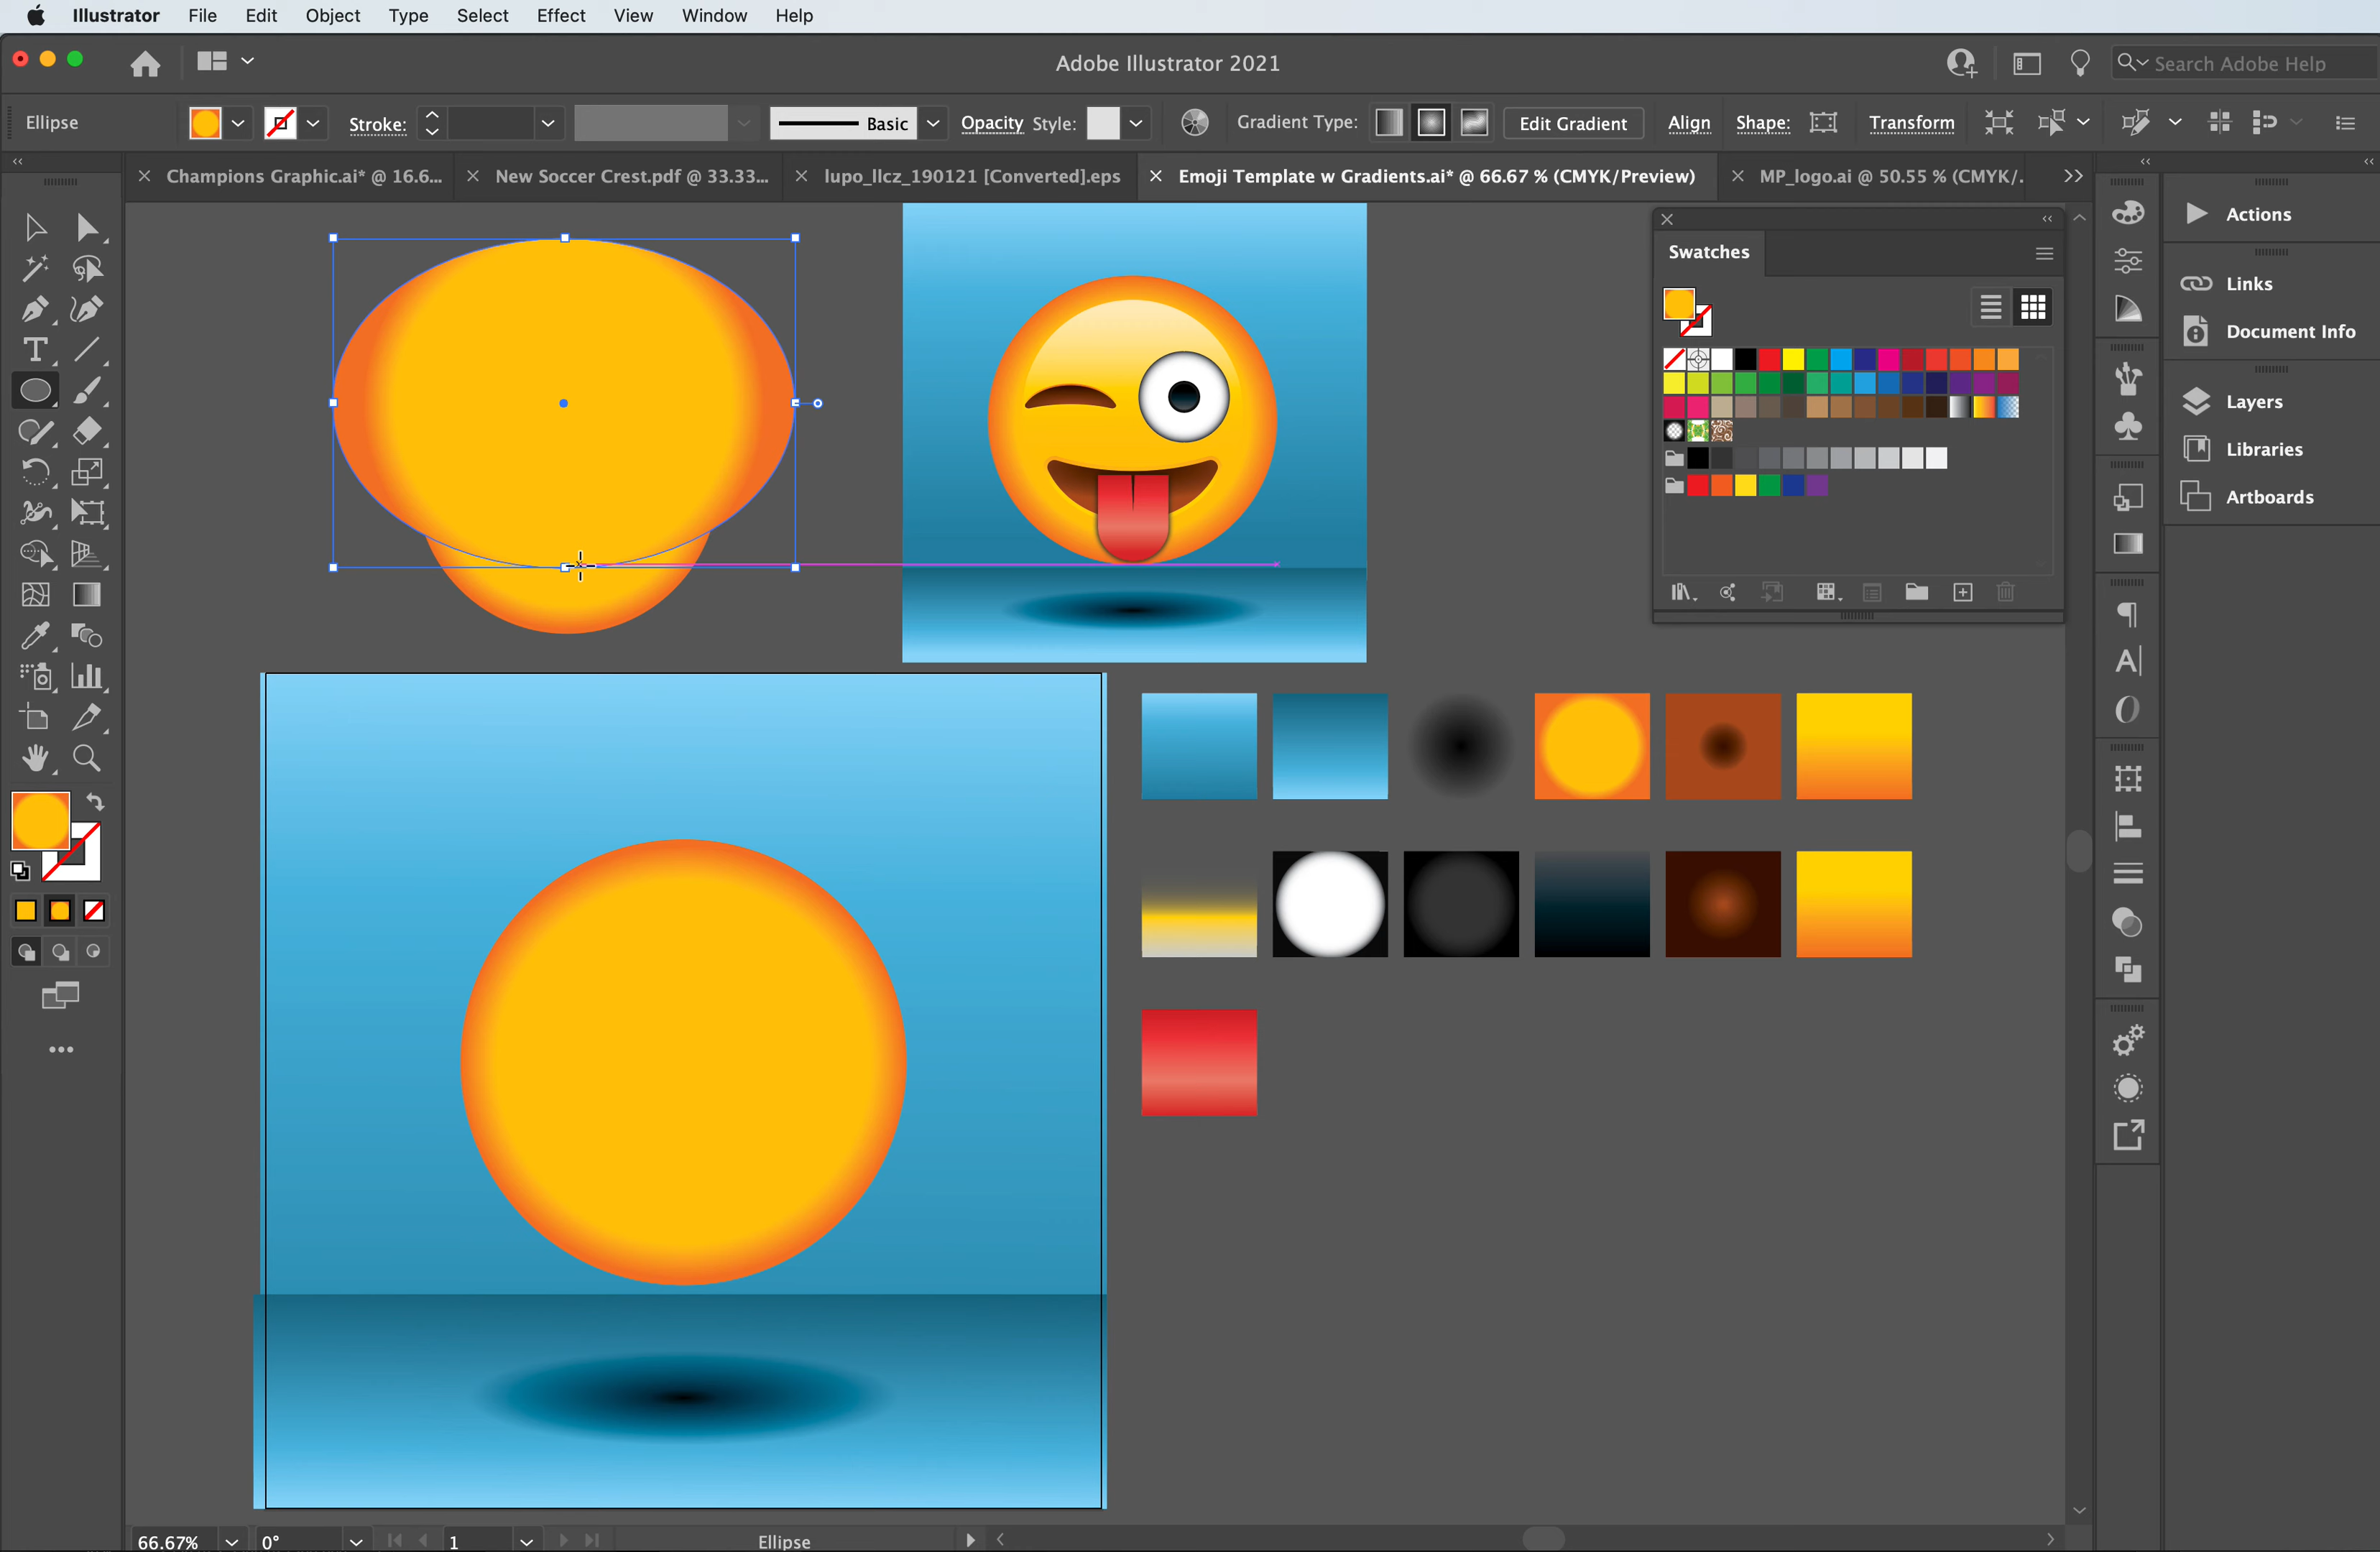 Illustrator File Edit Object Type Select Effect View Window Help
Adobe Illustrator 2021
Search Adobe Help
Ellipse Stroke: Basic Opacity Style: Gradient Type: Edit Gradient Align Shape: Transform
Champions Graphic.ai* @ 16.6... New Soccer Crest.pdf @ 33.33... lupo_llcz_190121 [Converted].eps Emoji Template w Gradients.ai* @ 66.67 % (CMYK/Preview) MP_logo.ai @ 50.55 % (CMYK/.
Swatches
Actions
Links
Document Info
Layers
Libraries
Artboards
66.67% 0° 1 Ellipse